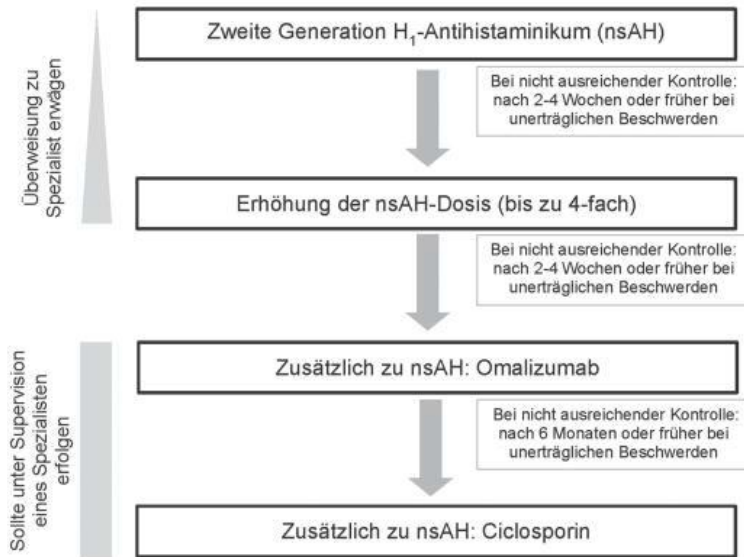 Zweite Generation H₁-Antihistaminikum (nsAH)
Bei nicht ausreichender Kontrolle:
nach 2-4 Wochen oder früher bei
unerträglichen Beschwerden
Überweisung zu
Spezialist erwägen
Erhöhung der nsAH-Dosis (bis zu 4-fach)
Bei nicht ausreichender Kontrolle:
nach 2-4 Wochen oder früher bei
unerträglichen Beschwerden
Zusätzlich zu nsAH: Omalizumab
Bei nicht ausreichender Kontrolle:
nach 6 Monaten oder früher bei
unerträglichen Beschwerden
Sollte unter Supervision
eines Spezialisten
erfolgen
Zusätzlich zu nsAH: Ciclosporin